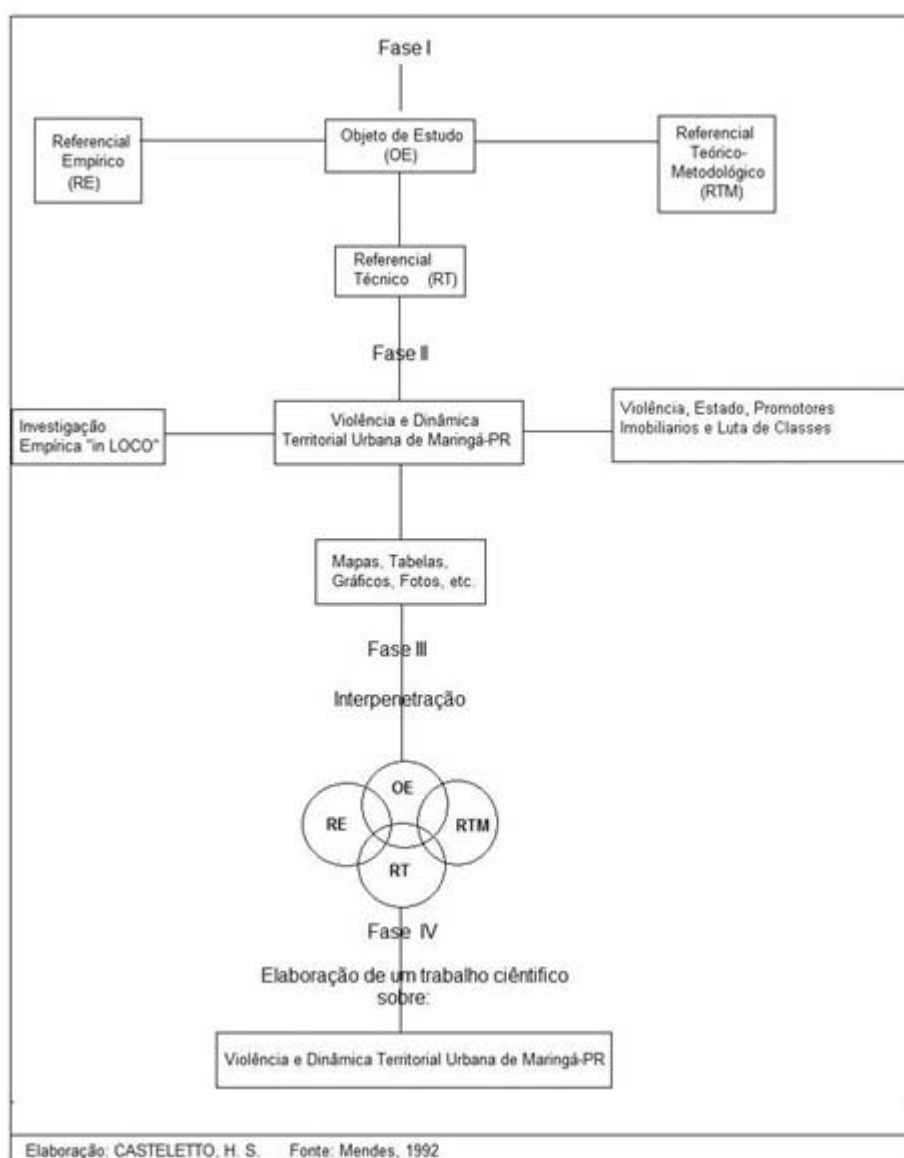 Fase I
Referencial
Empírico
(RE)
Objeto de Estudo
(OE)
Referencial
Teórico-
Metodológico
(RTM)
Referencial
Técnico (RT)
Fase II
Investigação
Empírica "in LOCO"
Violência e Dinâmica
Territorial Urbana de Maringá-PR
Violência, Estado, Promotores
Imobiliarios e Luta de Classes
Mapas, Tabelas,
Gráficos, Fotos, etc.
Fase III
Interpenetração
OE
RE
RTM
RT
Fase IV
Elaboração de um trabalho ciêntifico
sobre:
Violência e Dinâmica Territorial Urbana de Maringá-PR
Elaboração: CASTELETTO, H. S. Fonte: Mendes, 1992